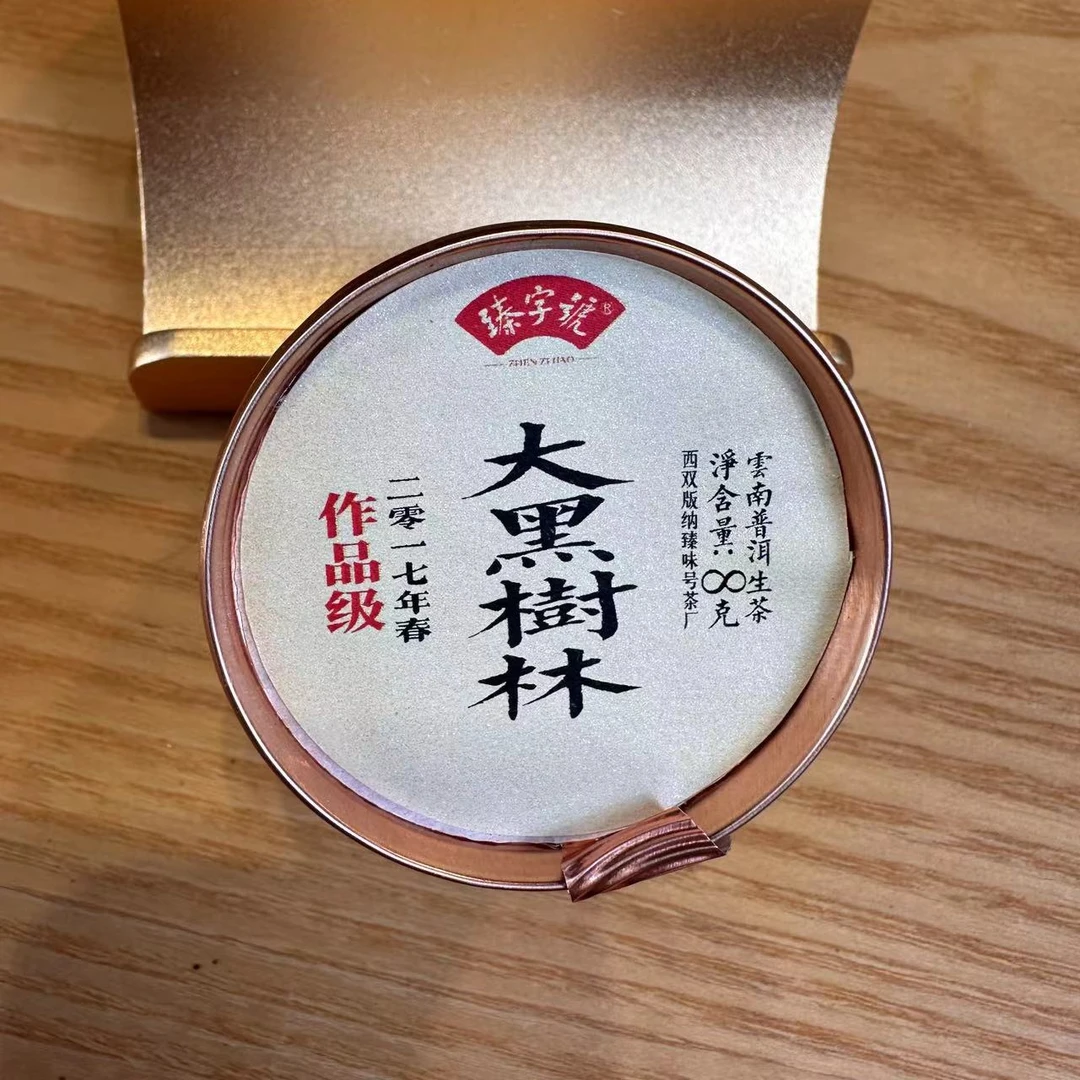 臻字號®
ZHEN ZI HAO
雲南普洱生茶
淨含量:8克
西双版纳臻味号茶厂
大黑樹林
二零一七年春
作品级